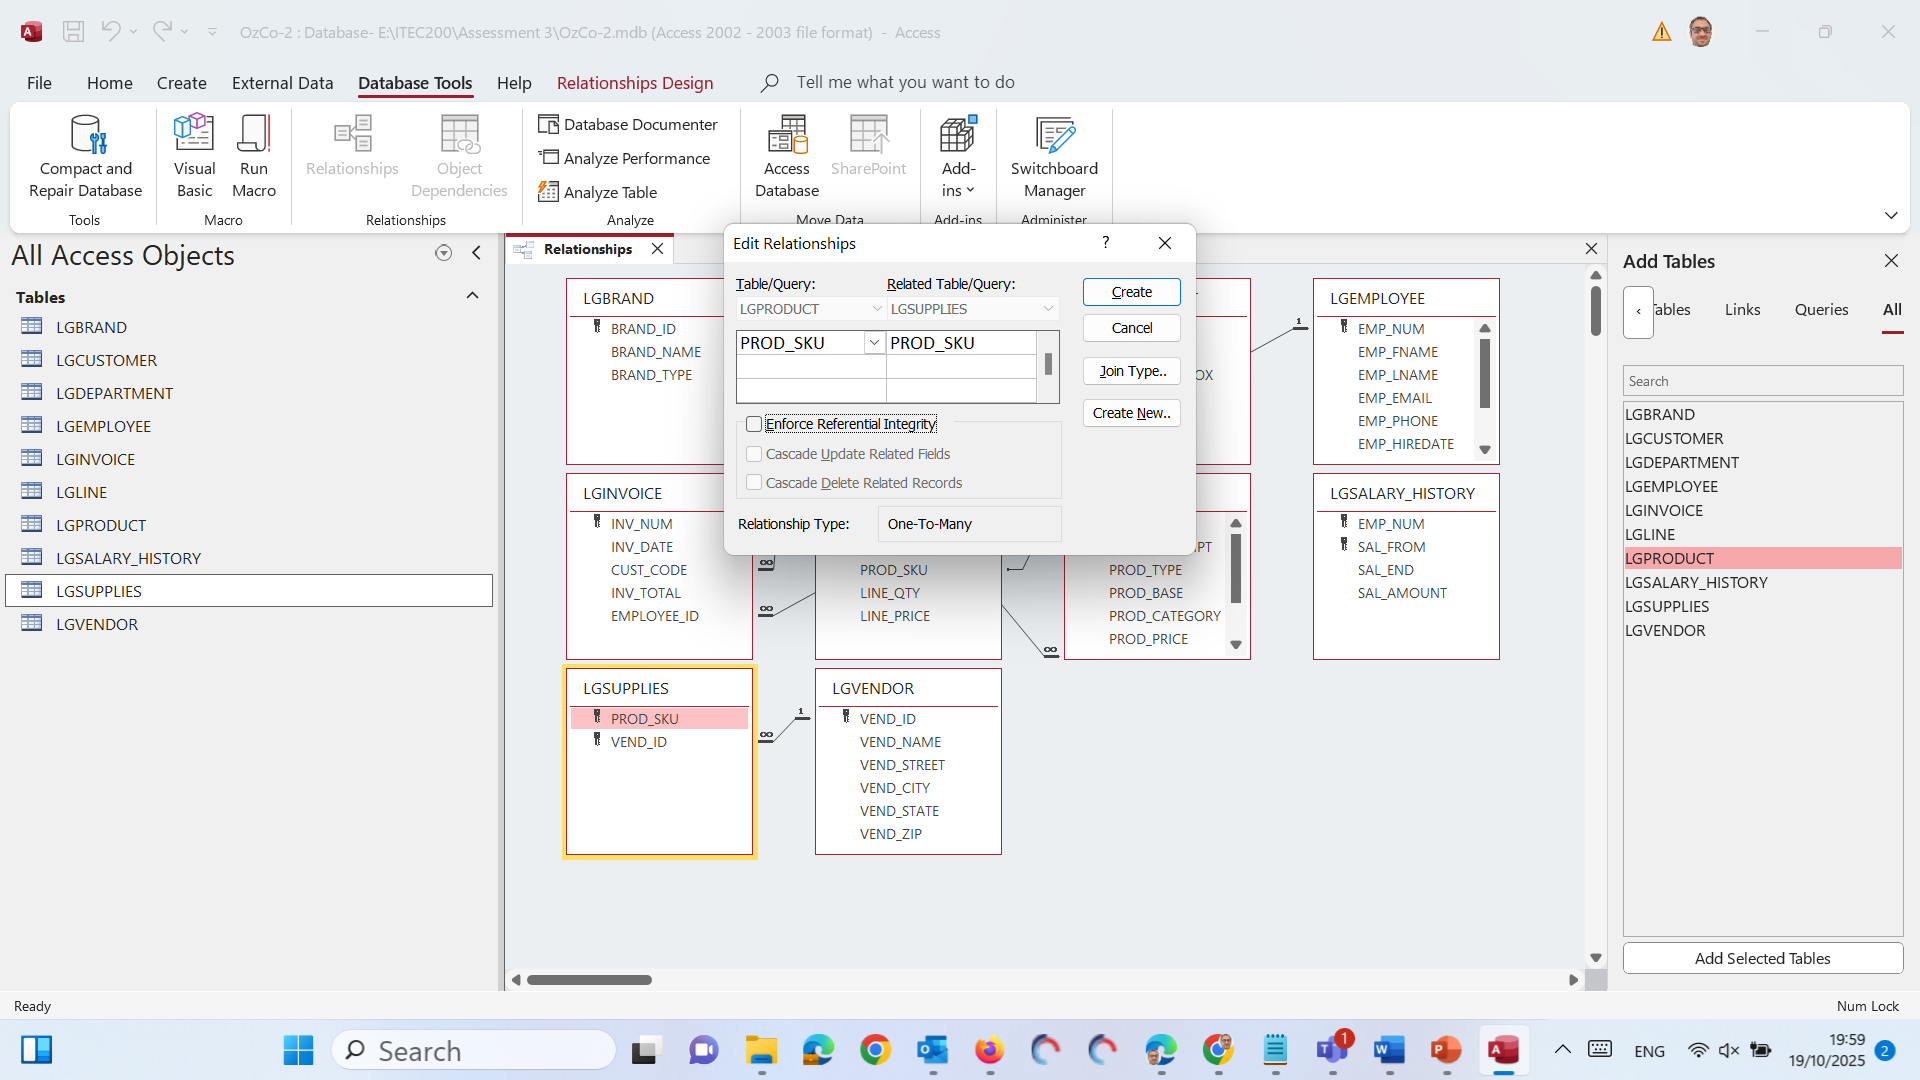 OzCo-2 : Database- E:\ITEC200\Assessment 3\OzCo-2.mdb (Access 2002 - 2003 file format) - Access
File
Home
Create
External Data
Database Tools
Help
Relationships Design
Tell me what you want to do
Compact and
Repair Database
Tools
Visual
Basic
Run
Macro
Macro
Relationships
Object
Dependencies
Relationships
Database Documenter
Analyze Performance
Analyze Table
Analyze
Access
Database
SharePoint
Move Data
Add-
ins
Add-ins
Switchboard
Manager
Administer
All Access Objects
Tables
LGBRAND
LGCUSTOMER
LGDEPARTMENT
LGEMPLOYEE
LGINVOICE
LGLINE
LGPRODUCT
LGSALARY_HISTORY
LGSUPPLIES
LGVENDOR
Relationships
LGBRAND
BRAND_ID
BRAND_NAME
BRAND_TYPE
Edit Relationships
?
Table/Query:
Related Table/Query:
LGPRODUCT
LGSUPPLIES
PROD_SKU
PROD_SKU
Create
Cancel
Join Type..
Create New..
Enforce Referential Integrity
Cascade Update Related Fields
Cascade Delete Related Records
Relationship Type:
One-To-Many
OX
1
LGEMPLOYEE
EMP_NUM
EMP_FNAME
EMP_LNAME
EMP_EMAIL
EMP_PHONE
EMP_HIREDATE
LGINVOICE
INV_NUM
INV_DATE
CUST_CODE
INV_TOTAL
EMPLOYEE_ID
∞
∞
PROD_SKU
LINE_QTY
LINE_PRICE
∞
PT
PROD_TYPE
PROD_BASE
PROD_CATEGORY
PROD_PRICE
LGSALARY_HISTORY
EMP_NUM
SAL_FROM
SAL_END
SAL_AMOUNT
LGSUPPLIES
PROD_SKU
VEND_ID
1
∞
LGVENDOR
VEND_ID
VEND_NAME
VEND_STREET
VEND_CITY
VEND_STATE
VEND_ZIP
Add Tables
ables
Links
Queries
All
Search
LGBRAND
LGCUSTOMER
LGDEPARTMENT
LGEMPLOYEE
LGINVOICE
LGLINE
LGPRODUCT
LGSALARY_HISTORY
LGSUPPLIES
LGVENDOR
Add Selected Tables
Ready
Num Lock
Search
1
ENG
19:59
19/10/2025
2